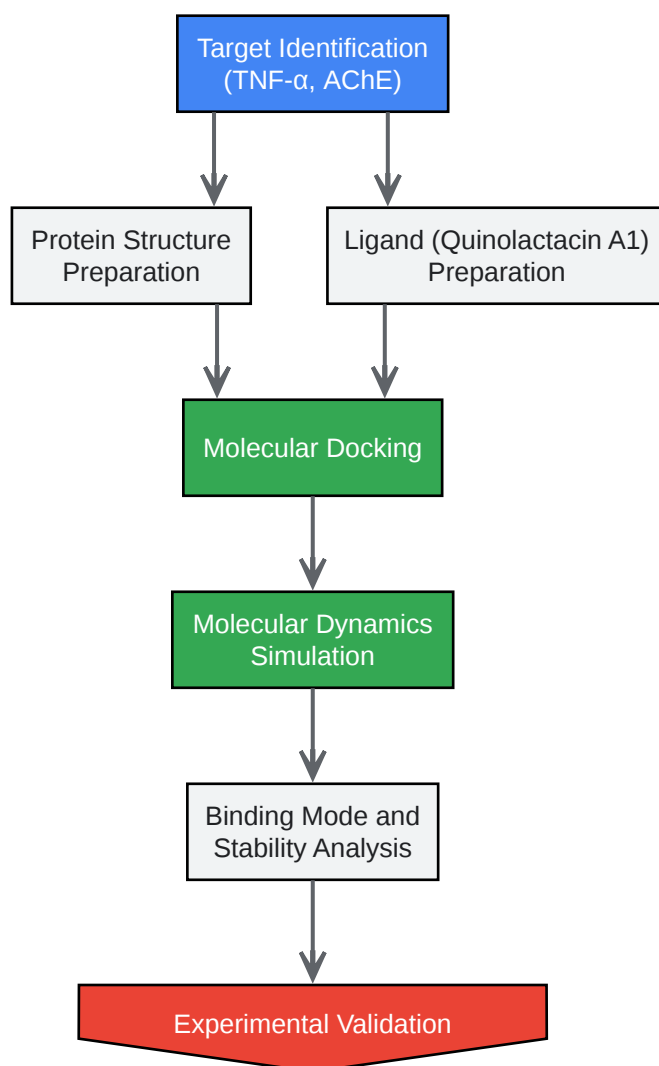 Target Identification
(TNF-α, AChE)
Protein Structure
Preparation
Ligand (Quinolactacin A1)
Preparation
Molecular Docking
Molecular Dynamics
Simulation
Binding Mode and
Stability Analysis
Experimental Validation